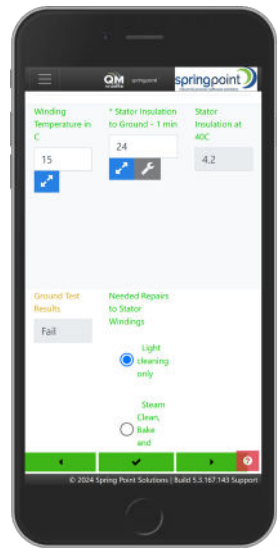 QM
springpoint
springpoint
Winding
Temperature in
C
* Stator Insulation
to Ground - 1 min
Stator
Insulation at
40C
15
24
4.2
Ground Test
Results
Needed Repairs
to Stator
Windings
Fail
Light
cleaning
only
Steam
Clean,
Bake
and
?
© 2024 Spring Point Solutions | Build 5.3.167.143 Support